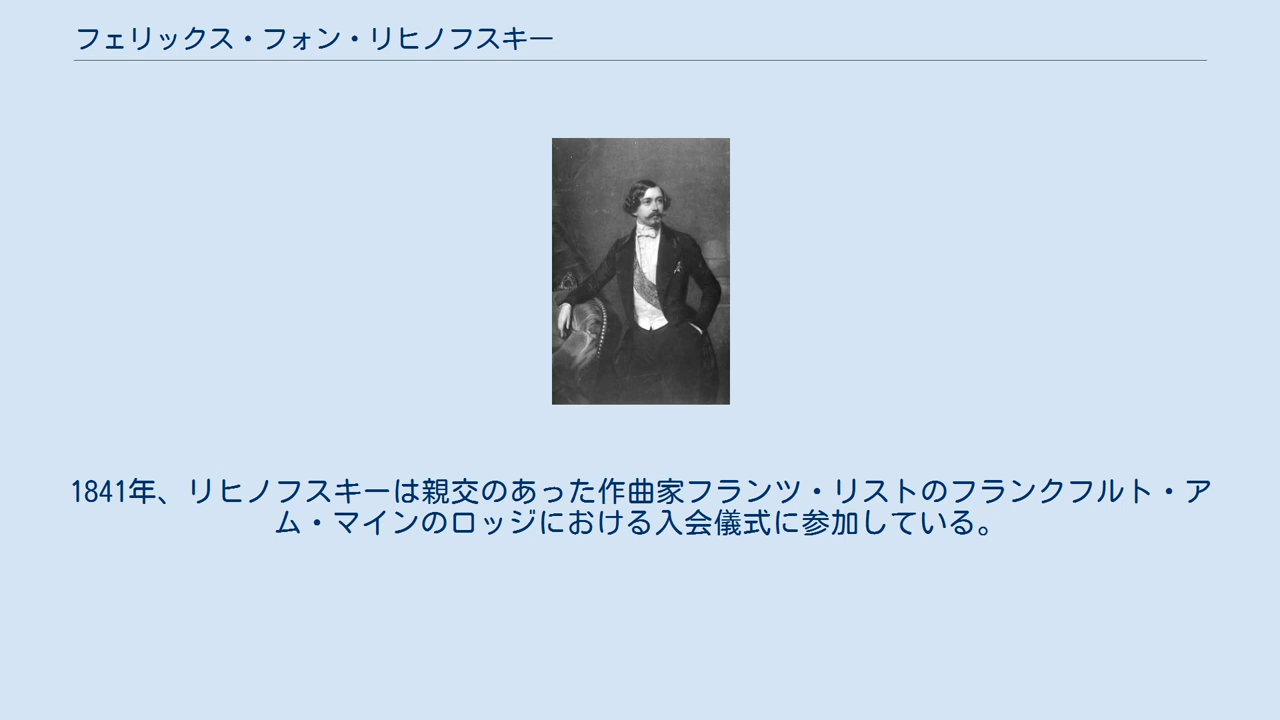 フェリックス・フォン・リヒノフスキー
1841年、リヒノフスキーは親交のあった作曲家フランツ・リストのフランクフルト・ア
ム・マインのロッジにおける入会儀式に参加している。